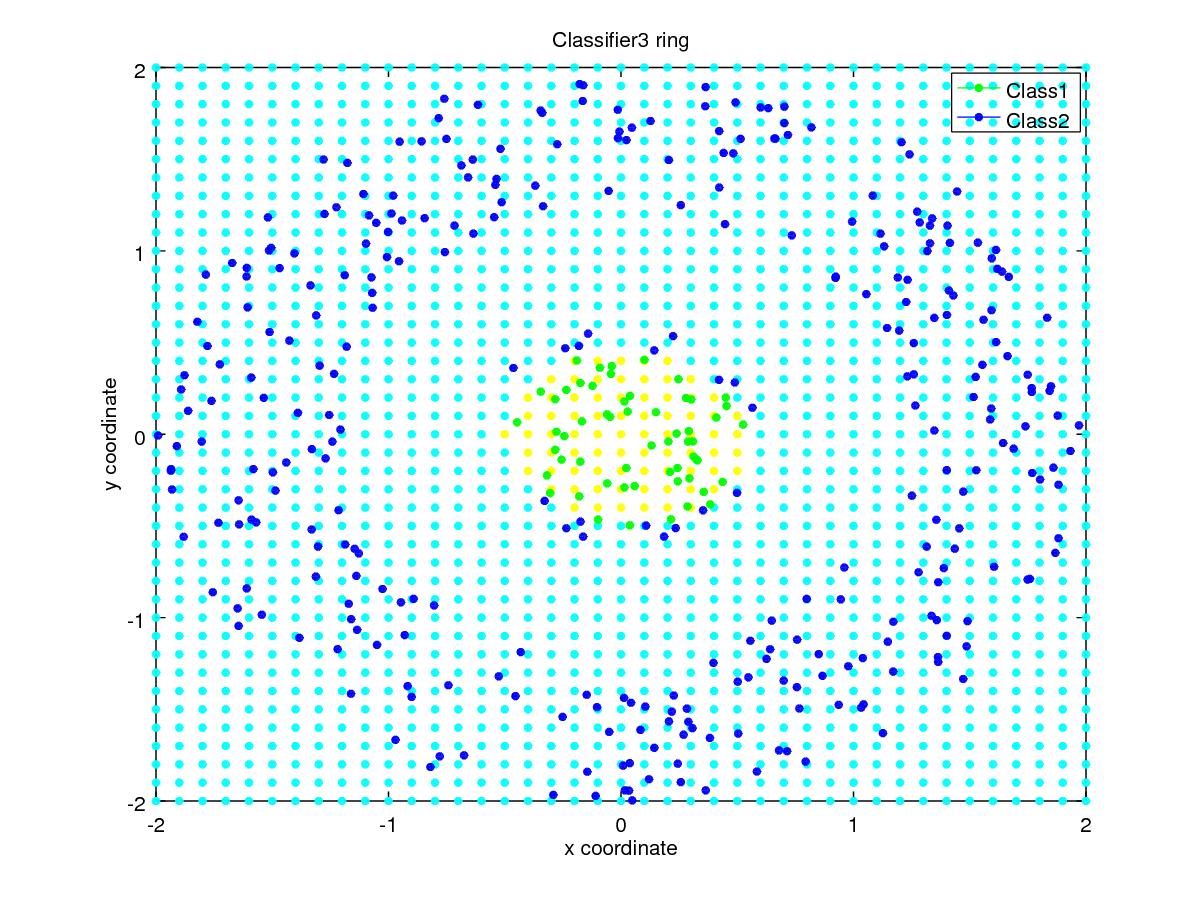 Classifier3 ring
Class1
Class2
2
1
0
-1
-2
y coordinate
-2
-1
0
1
2
x coordinate